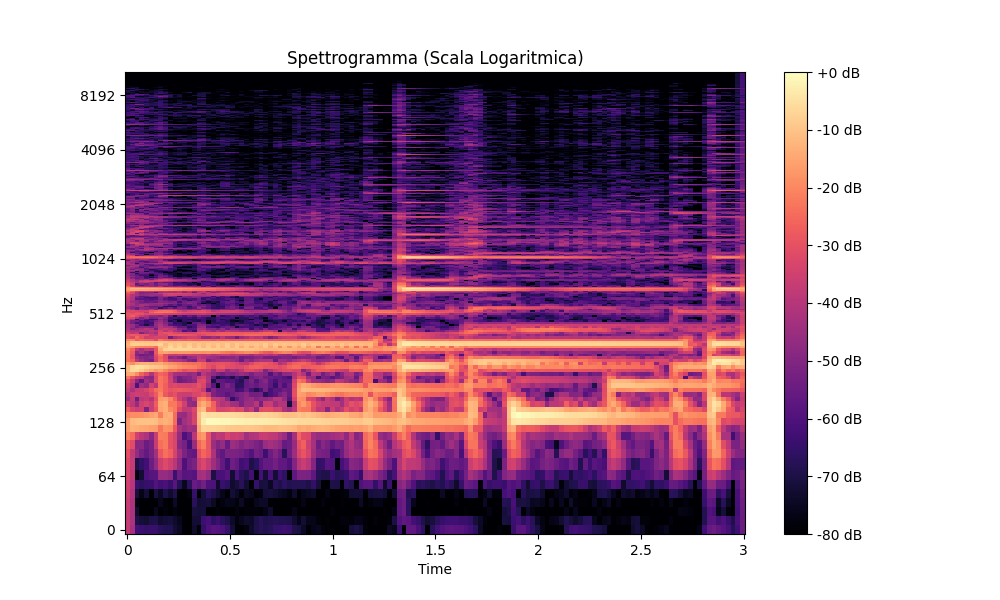 Spettrogramma (Scala Logaritmica)
Hz
8192
4096
2048
1024
512
256
128
64
0
0 0.5 1 1.5 2 2.5 3
Time
+0 dB
-10 dB
-20 dB
-30 dB
-40 dB
-50 dB
-60 dB
-70 dB
-80 dB